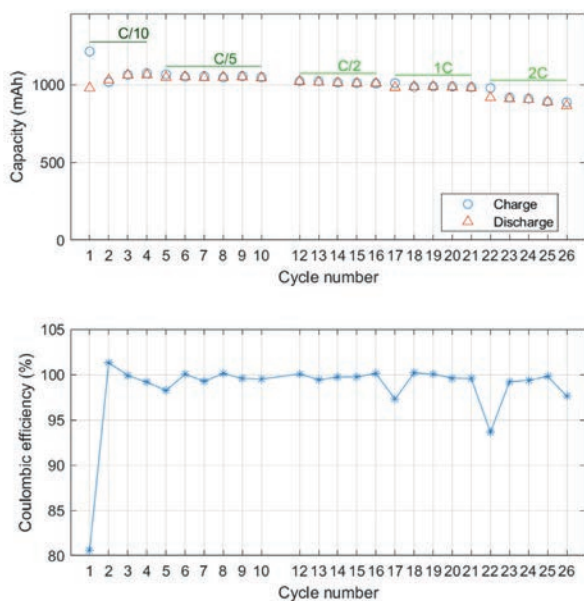 C/10
C/5
C/2
1C
2C
1000
500
0
Capacity (mAh)
Charge
Discharge
1 2 3 4 5 6 7 8 9 10 12 13 14 15 16 17 18 19 20 21 22 23 24 25 26
Cycle number
105
100
95
90
85
80
Coulombic efficiency (%)
1 2 3 4 5 6 7 8 9 10 12 13 14 15 16 17 18 19 20 21 22 23 24 25 26
Cycle number